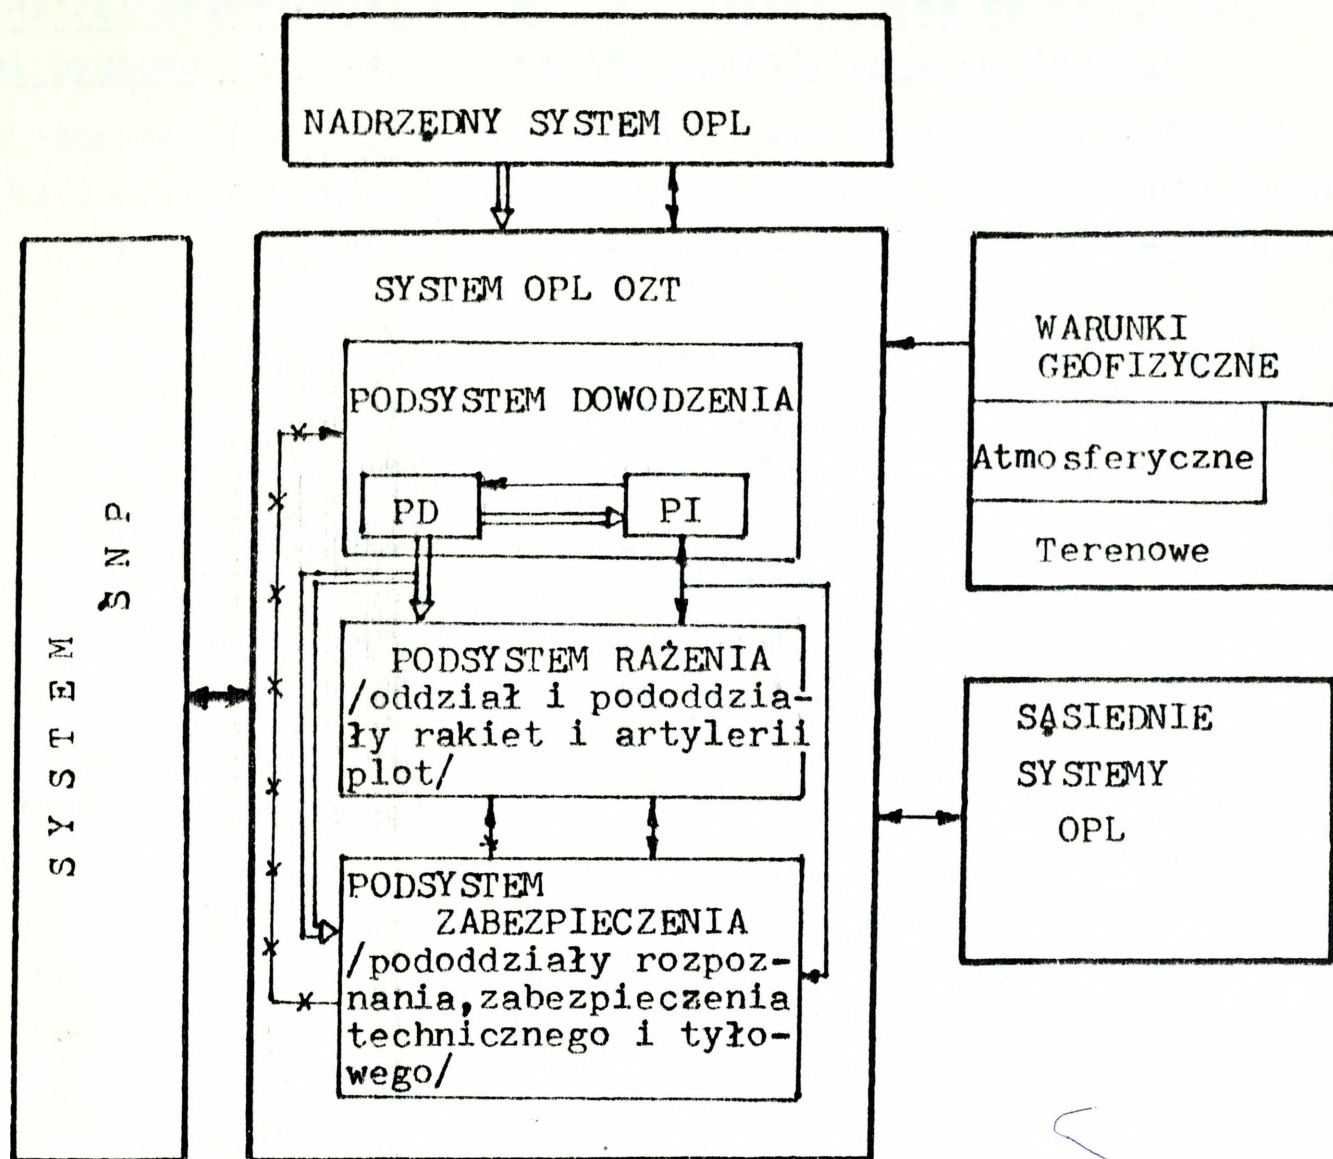 NADRZĘDNY SYSTEM OPL
SYSTEM
ŚNP
SYSTEM OPL OZT
PODSYSTEM DOWODZENIA
PD
PI
PODSYSTEM RAŻENIA
/oddział i pododdzia-
ły rakiet i artylerii
plot/
PODSYSTEM
ZABEZPIECZENIA
/pododdziały rozpoz-
nania,zabezpieczenia
technicznego i tyło-
wego/
WARUNKI
GEOFIZYCZNE
Atmosferyczne
Terenowe
SĄSIEDNIE
SYSTEMY
OPL